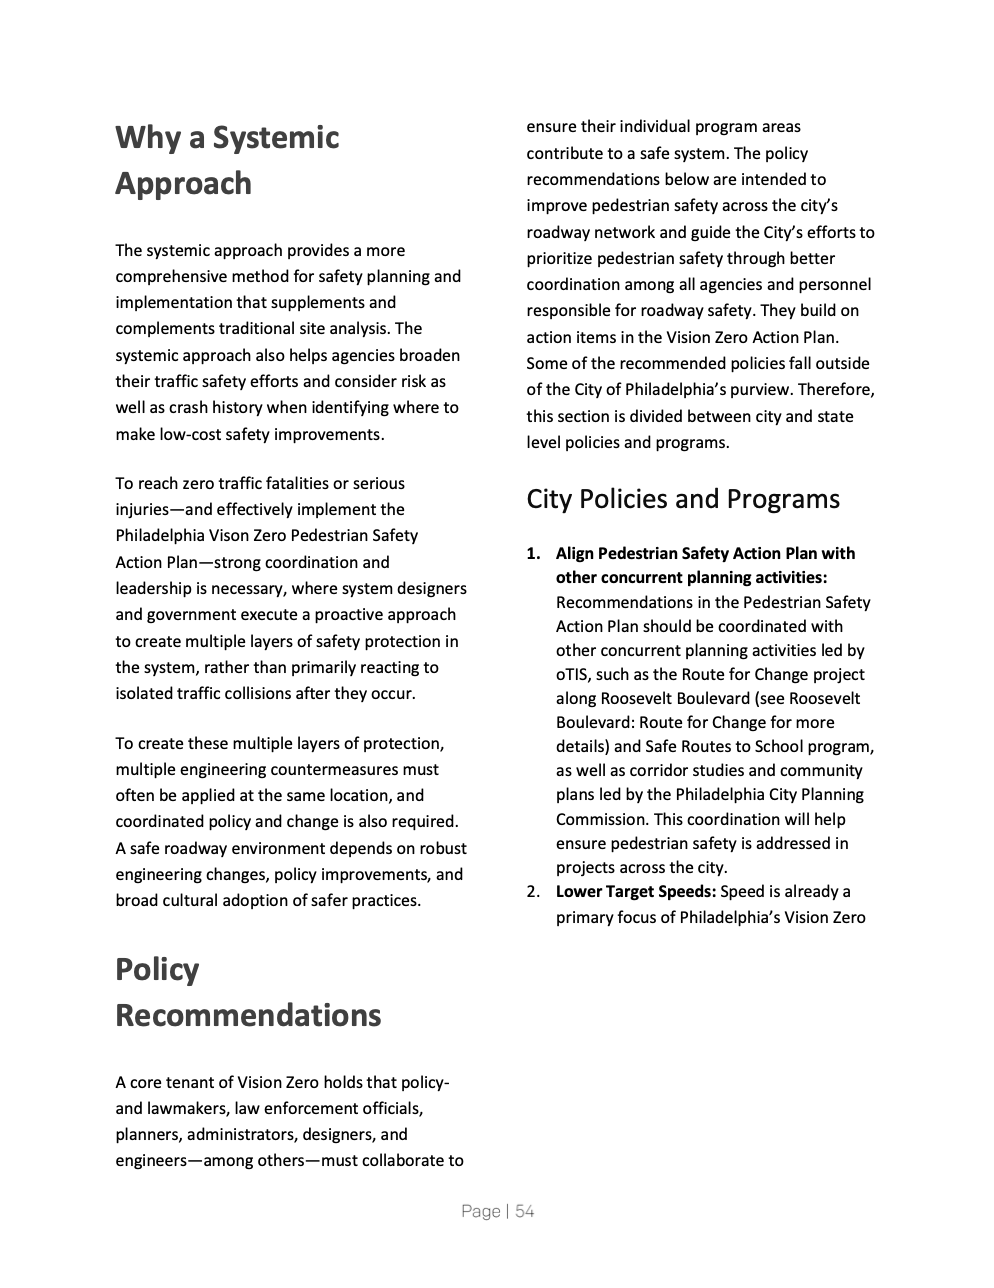 Why a Systemic
Approach
The systemic approach provides a more
comprehensive method for safety planning and
implementation that supplements and
complements traditional site analysis. The
systemic approach also helps agencies broaden
their traffic safety efforts and consider risk as
well as crash history when identifying where to
make low-cost safety improvements.
To reach zero traffic fatalities or serious
injuries—and effectively implement the
Philadelphia Vison Zero Pedestrian Safety
Action Plan—strong coordination and
leadership is necessary, where system designers
and government execute a proactive approach
to create multiple layers of safety protection in
the system, rather than primarily reacting to
isolated traffic collisions after they occur.
To create these multiple layers of protection,
multiple engineering countermeasures must
often be applied at the same location, and
coordinated policy and change is also required.
A safe roadway environment depends on robust
engineering changes, policy improvements, and
broad cultural adoption of safer practices.
Policy
Recommendations
A core tenant of Vision Zero holds that policy-
and lawmakers, law enforcement officials,
planners, administrators, designers, and
engineers—among others—must collaborate to
ensure their individual program areas
contribute to a safe system. The policy
recommendations below are intended to
improve pedestrian safety across the city’s
roadway network and guide the City’s efforts to
prioritize pedestrian safety through better
coordination among all agencies and personnel
responsible for roadway safety. They build on
action items in the Vision Zero Action Plan.
Some of the recommended policies fall outside
of the City of Philadelphia’s purview. Therefore,
this section is divided between city and state
level policies and programs.
City Policies and Programs
1. Align Pedestrian Safety Action Plan with
other concurrent planning activities:
Recommendations in the Pedestrian Safety
Action Plan should be coordinated with
other concurrent planning activities led by
oTIS, such as the Route for Change project
along Roosevelt Boulevard (see Roosevelt
Boulevard: Route for Change for more
details) and Safe Routes to School program,
as well as corridor studies and community
plans led by the Philadelphia City Planning
Commission. This coordination will help
ensure pedestrian safety is addressed in
projects across the city.
2. Lower Target Speeds: Speed is already a
primary focus of Philadelphia’s Vision Zero
Page | 54